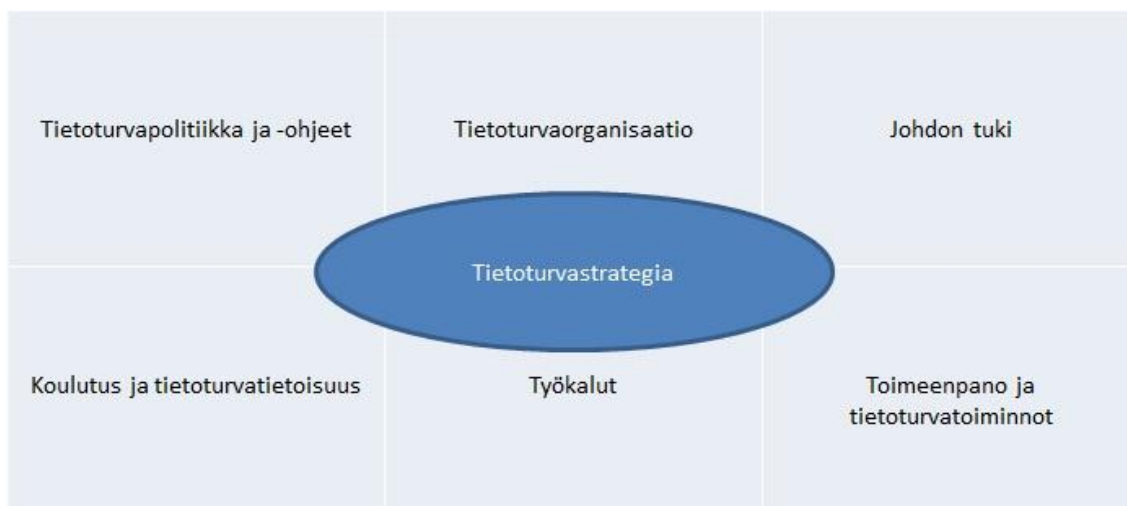 Tietoturvapolitiikka ja -ohjeet
Tietoturvaorganisaatio
Johdon tuki
Tietoturvastrategia
Koulutus ja tietoturvatietoisuus
Työkalut
Toimeenpano ja
tietoturvatoiminnot